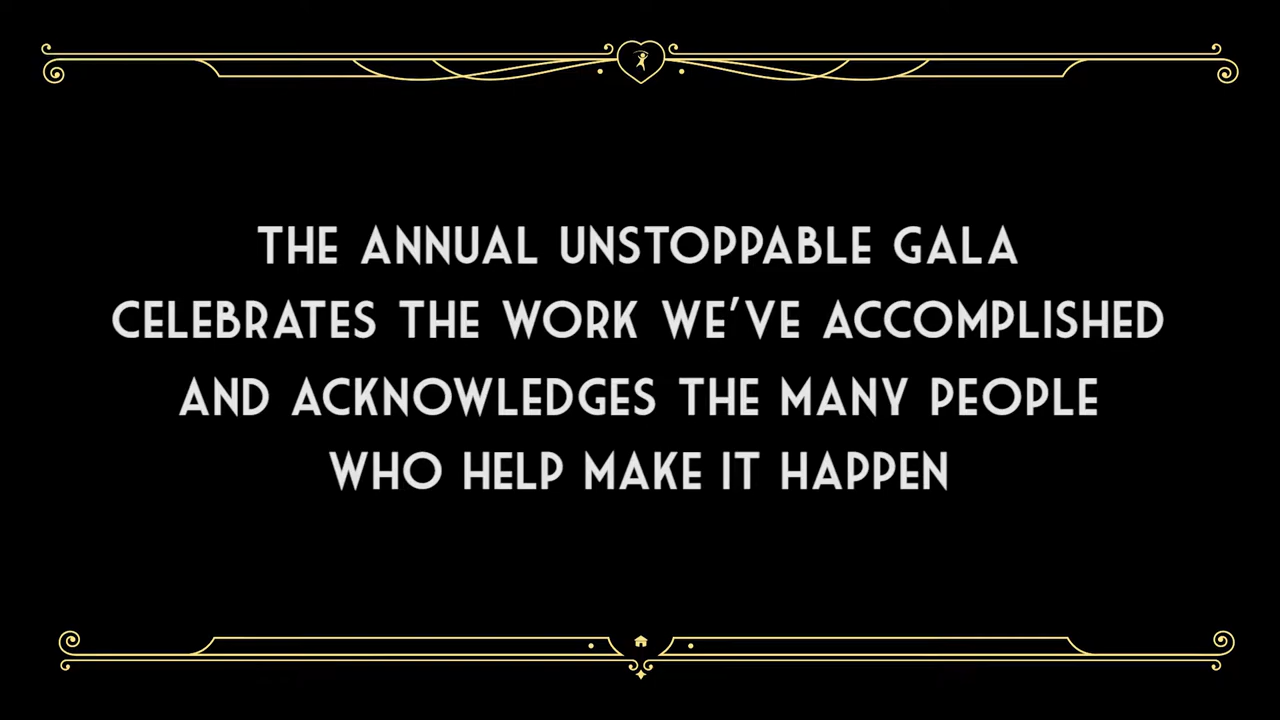 THE ANNUAL UNSTOPPABLE GALA
CELEBRATES THE WORK WE'VE ACCOMPLISHED
AND ACKNOWLEDGES THE MANY PEOPLE
WHO HELP MAKE IT HAPPEN